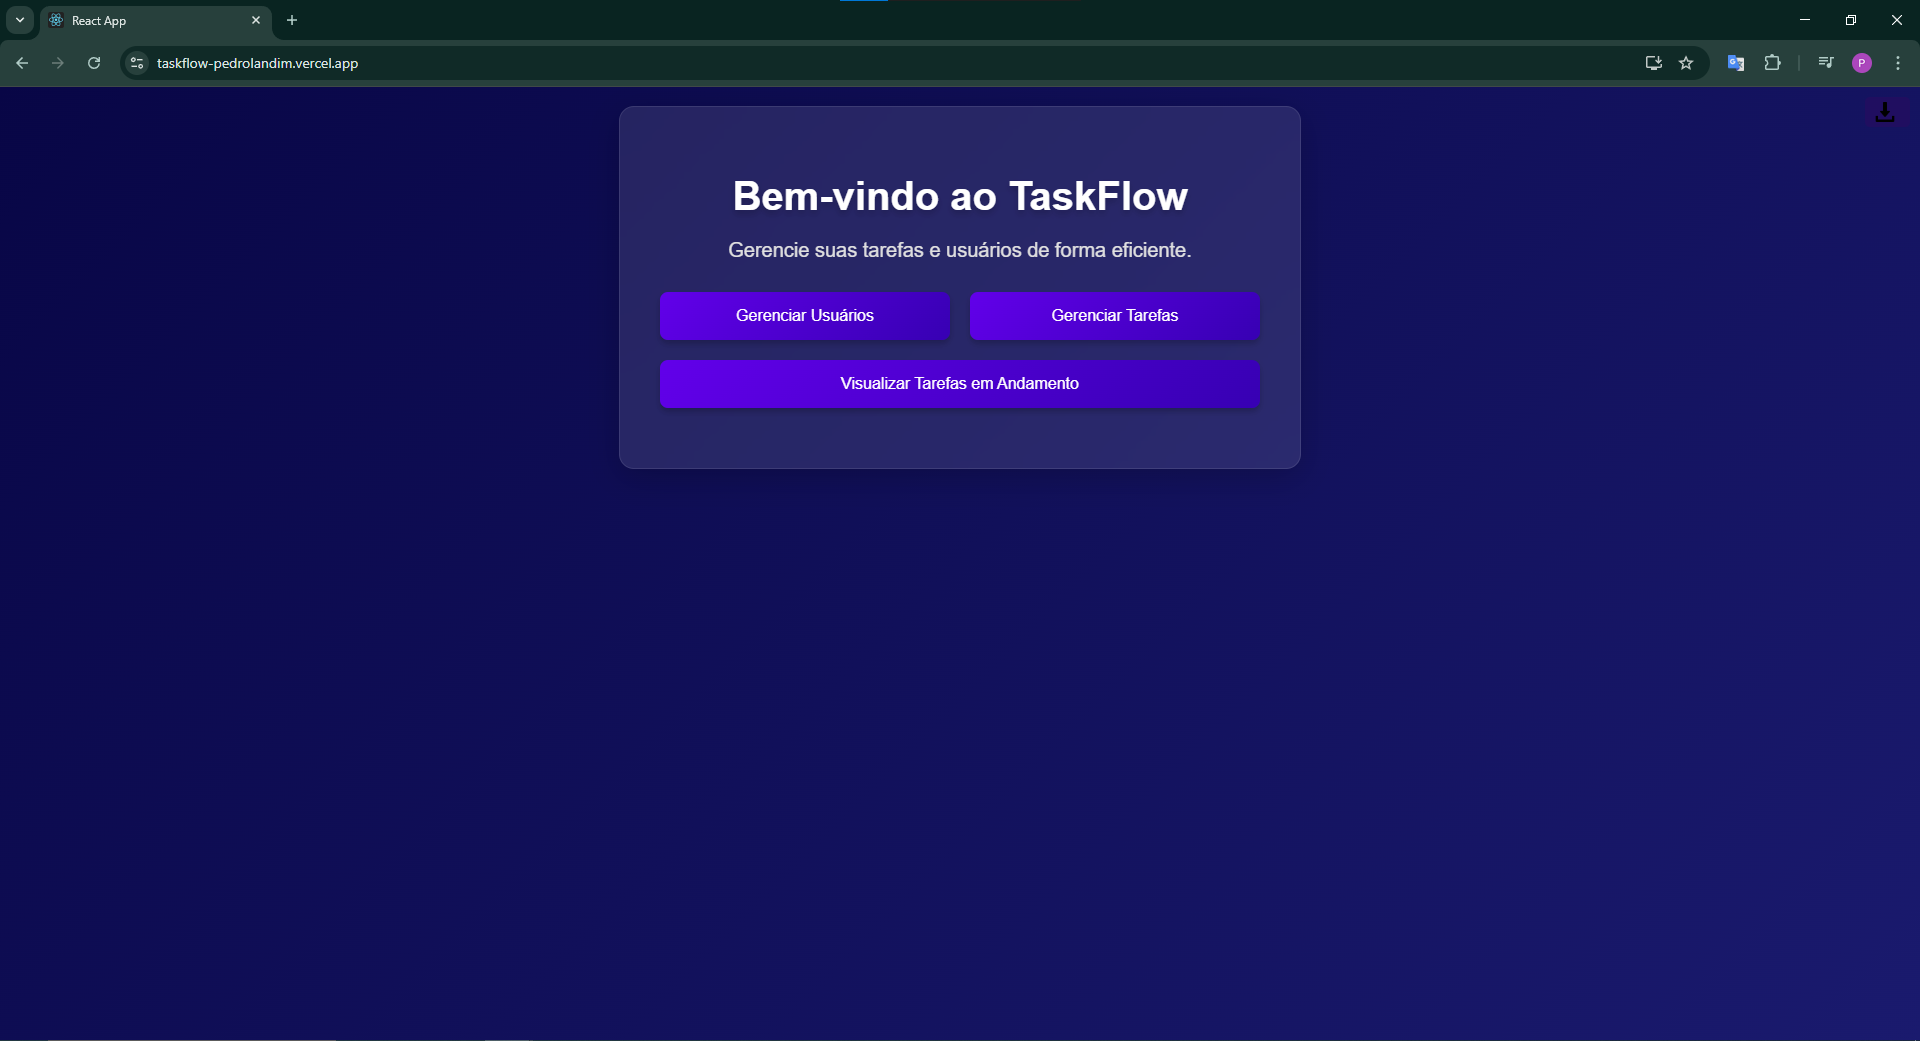 React App
taskflow-pedrolandim.vercel.app
P
Bem-vindo ao TaskFlow
Gerencie suas tarefas e usuários de forma eficiente.
Gerenciar Usuários
Gerenciar Tarefas
Visualizar Tarefas em Andamento